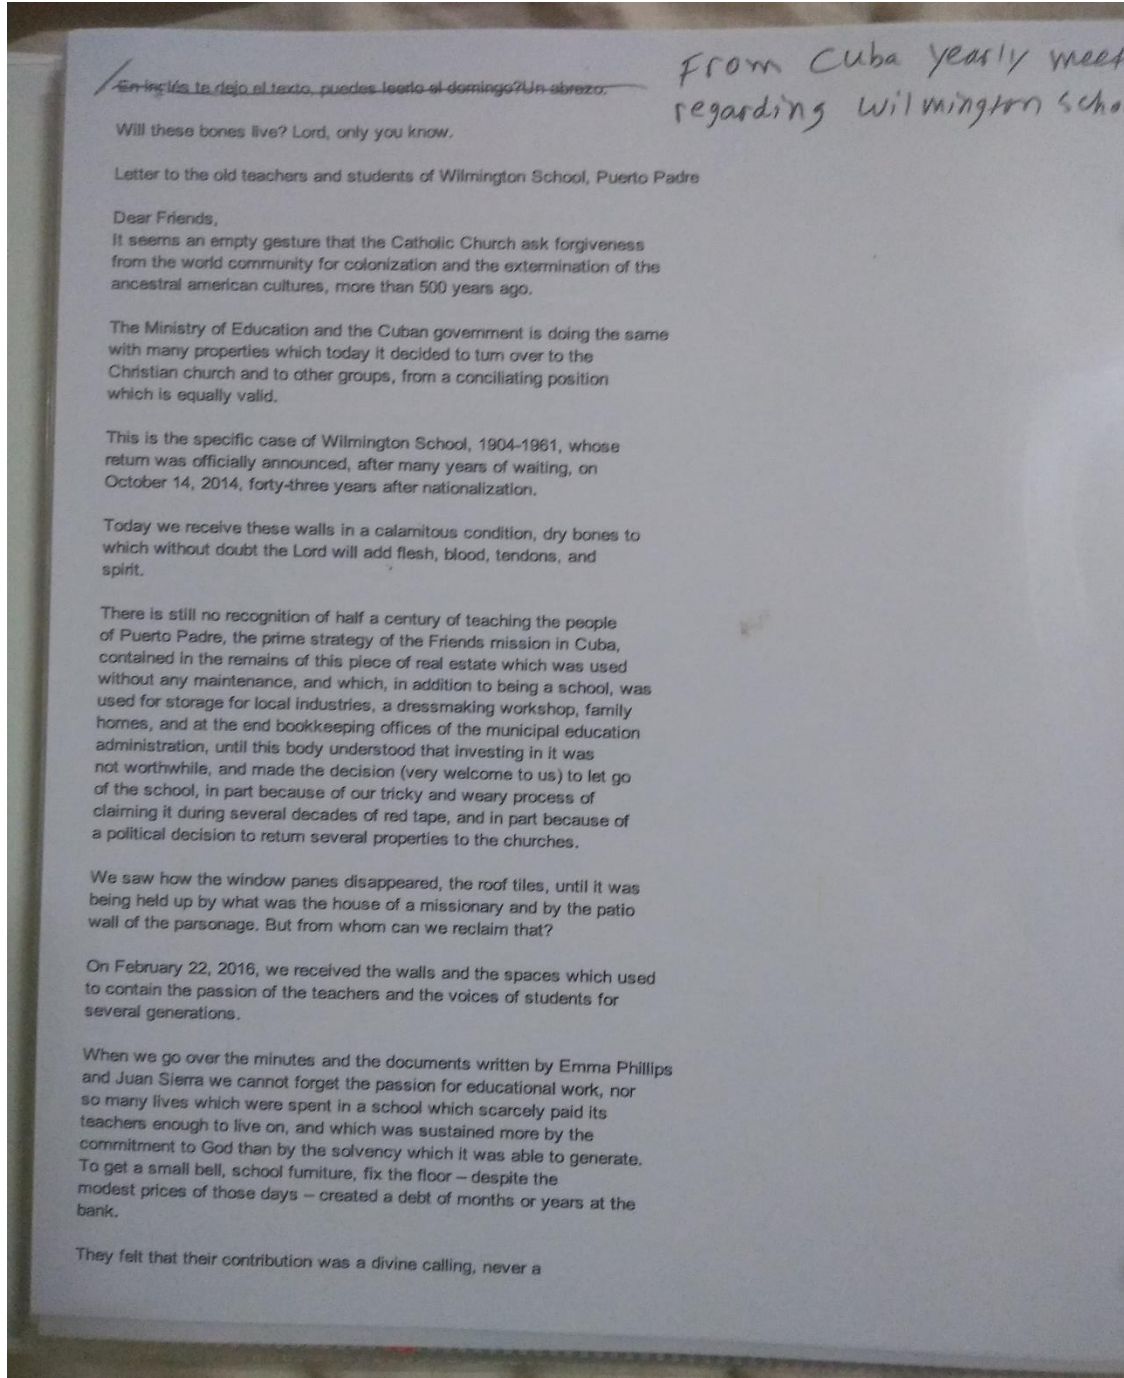 From Cuba yearly
regarding Wilmington
En inglés te dejo el texto, puedes leerlo el domingo?Un abrazo.
Will these bones live? Lord, only you know.
Letter to the old teachers and students of Wilmington School, Puerto Padre
Dear Friends,
It seems an empty gesture that the Catholic Church ask forgiveness
from the world community for colonization and the extermination of the
ancestral american cultures, more than 500 years ago.
The Ministry of Education and the Cuban government is doing the same
with many properties which today it decided to turn over to the
Christian church and to other groups, from a conciliating position
which is equally valid.
This is the specific case of Wilmington School, 1904-1961, whose
return was officially announced, after many years of waiting, on
October 14, 2014, forty-three years after nationalization.
Today we receive these walls in a calamitous condition, dry bones to
which without doubt the Lord will add flesh, blood, tendons, and
spirit.
There is still no recognition of half a century of teaching the people
of Puerto Padre, the prime strategy of the Friends mission in Cuba,
contained in the remains of this piece of real estate which was used
without any maintenance, and which, in addition to being a school, was
used for storage for local industries, a dressmaking workshop, family
homes, and at the end bookkeeping offices of the municipal education
administration, until this body understood that investing in it was
not worthwhile, and made the decision (very welcome to us) to let go
of the school, in part because of our tricky and weary process of
claiming it during several decades of red tape, and in part because of
a political decision to return several properties to the churches.
We saw how the window panes disappeared, the roof tiles, until it was
being held up by what was the house of a missionary and by the patio
wall of the parsonage. But from whom can we reclaim that?
On February 22, 2016, we received the walls and the spaces which used
to contain the passion of the teachers and the voices of students for
several generations.
When we go over the minutes and the documents written by Emma Phillips
and Juan Sierra we cannot forget the passion for educational work, nor
so many lives which were spent in a school which scarcely paid its
teachers enough to live on, and which was sustained more by the
commitment to God than by the solvency which it was able to generate.
To get a small bell, school furniture, fix the floor – despite the
modest prices of those days – created a debt of months or years at the
bank.
They felt that their contribution was a divine calling, never a